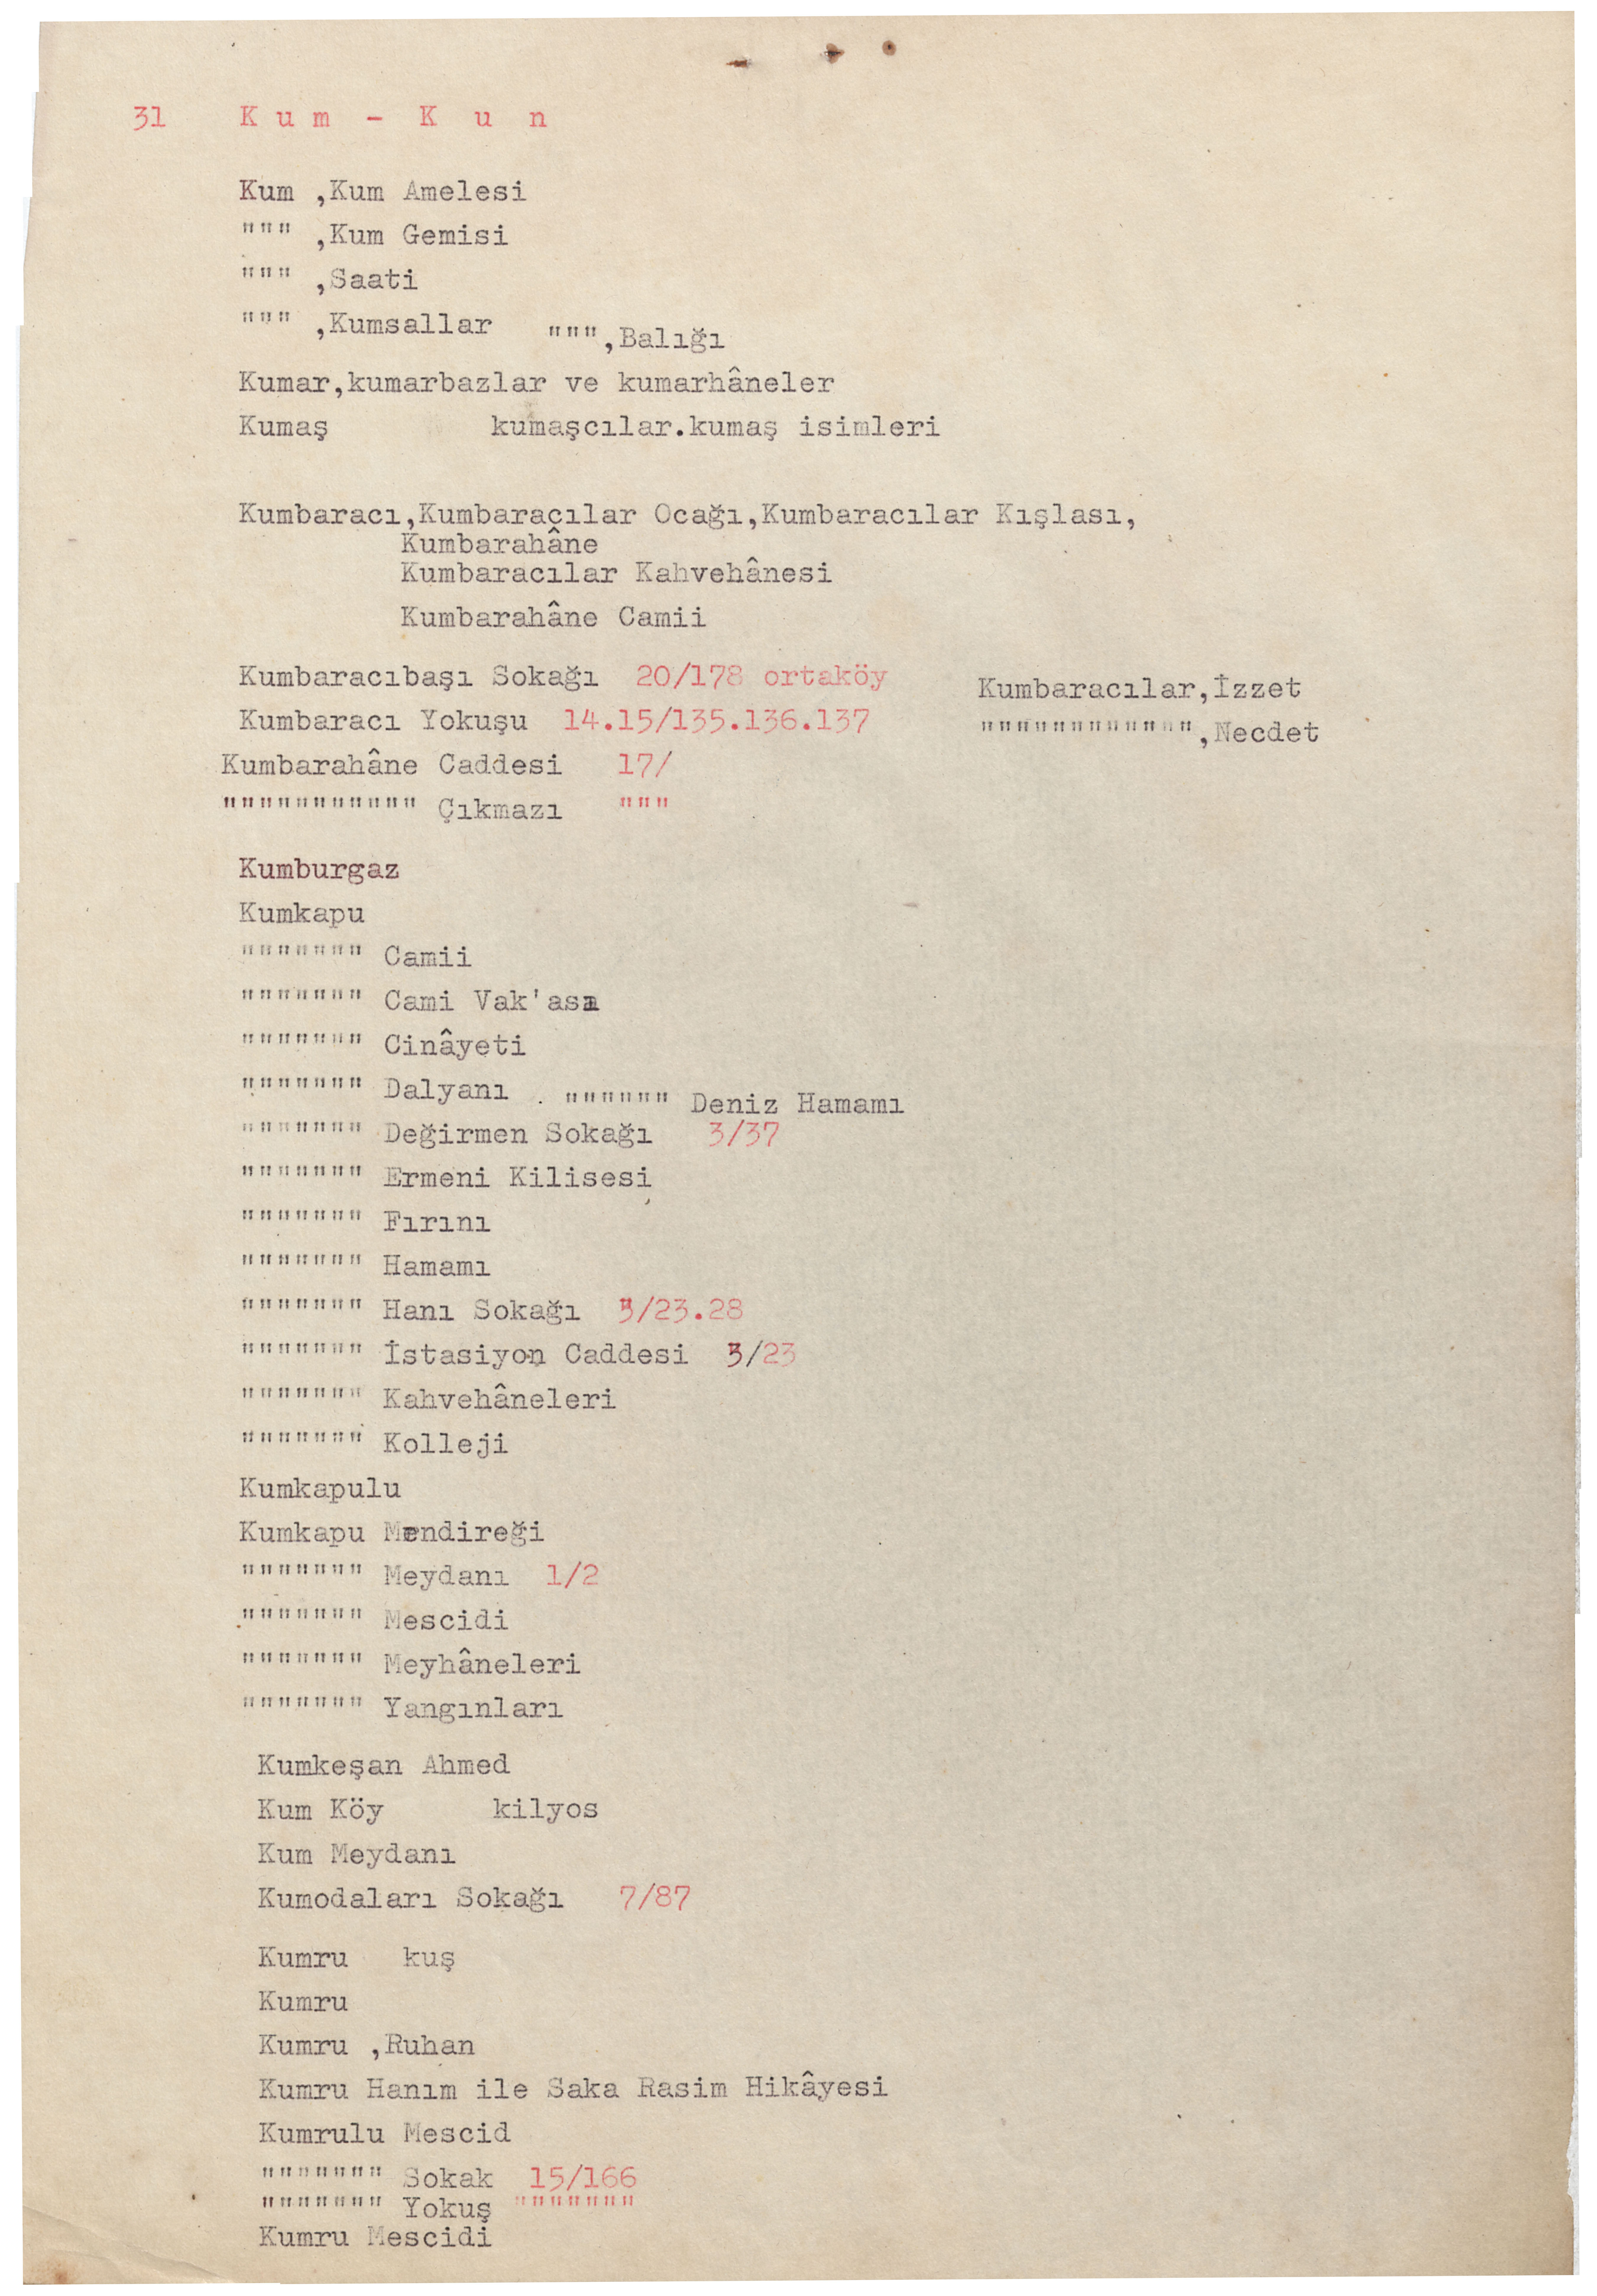 31 K u m - K u n
Kum ,Kum Amelesi
""" ,Kum Gemisi
""" ,Saati
""" ,Kumsallar """,Balığı
Kumar,kumarbazlar ve kumarhâneler
Kumaş kumaşcılar.kumaş isimleri
Kumbaracı,Kumbaracılar Ocağı,Kumbaracılar Kışlası,
Kumbarahâne
Kumbaracılar Kahvehânesi
Kumbarahâne Camii
Kumbaracıbaşı Sokağı 20/178 ortaköy
Kumbaracı Yokuşu 14.15/135.136.137
Kumbaracılar,İzzet
"""""""""""",Necdet
Kumbarahâne Caddesi 17/
""""""""""" Çıkmazı """
Kumburgaz
Kumkapu
""""""" Camii
""""""" Cami Vak'ası
""""""" Cinâyeti
""""""" Dalyanı . """""" Deniz Hamamı
""""""" Değirmen Sokağı 3/37
""""""" Ermeni Kilisesi
""""""" Fırını
""""""" Hamamı
""""""" Hanı Sokağı 3/23.28
""""""" İstasiyon Caddesi 3/23
""""""" Kahvehâneleri
""""""" Kolleji
Kumkapulu
Kumkapu Mendireği
""""""" Meydanı 1/2
""""""" Mescidi
""""""" Meyhâneleri
""""""" Yangınları
Kumkeşan Ahmed
Kum Köy kilyos
Kum Meydanı
Kumodaları Sokağı 7/87
Kumru kuş
Kumru
Kumru ,Ruhan
Kumru Hanım ile Saka Rasim Hikâyesi
Kumrulu Mescid
""""""" Sokak 15/166
""""""" Yokuş """""""
Kumru Mescidi